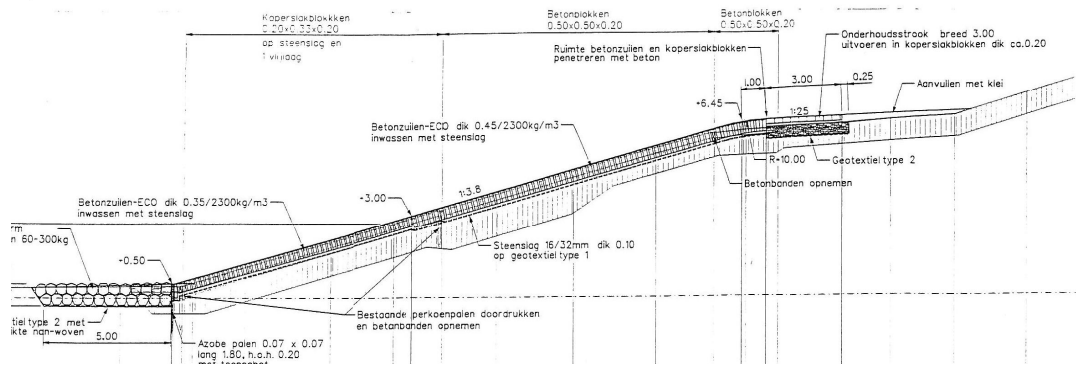 Koperslakblokkken
0.20x0.33x0.20
op steenslag en
1 vlijlaag
Betonblokken
0.50x0.50x0.20
Betonblokken
0.50x0.50x0.20
Ruimte betonzuilen en koperslakblokken
penetreren met beton
Onderhoudsstrook breed 3.00
uitvoeren in koperslakblokken dik ca.0.20
1.00
3.00
0.25
Aanvullen met klei
+6.45
1:25
Betonzuilen-ECO dik 0.45/2300kg/m3
inwassen met steenslag
R=10.00
Geotextiel type 2
Betonbanden opnemen
1:3.8
+3.00
Betonzuilen-ECO dik 0.35/2300kg/m3
inwassen met steenslag
60-300kg
Steenslag 16/32mm dik 0.10
op geotextiel type 1
+0.50
Bestaande perkoenpalen doordrukken
en betonbanden opnemen
type 2 met
non-woven
5.00
Azobe palen 0.07 x 0.07
lang 1.80, h.o.h. 0.20